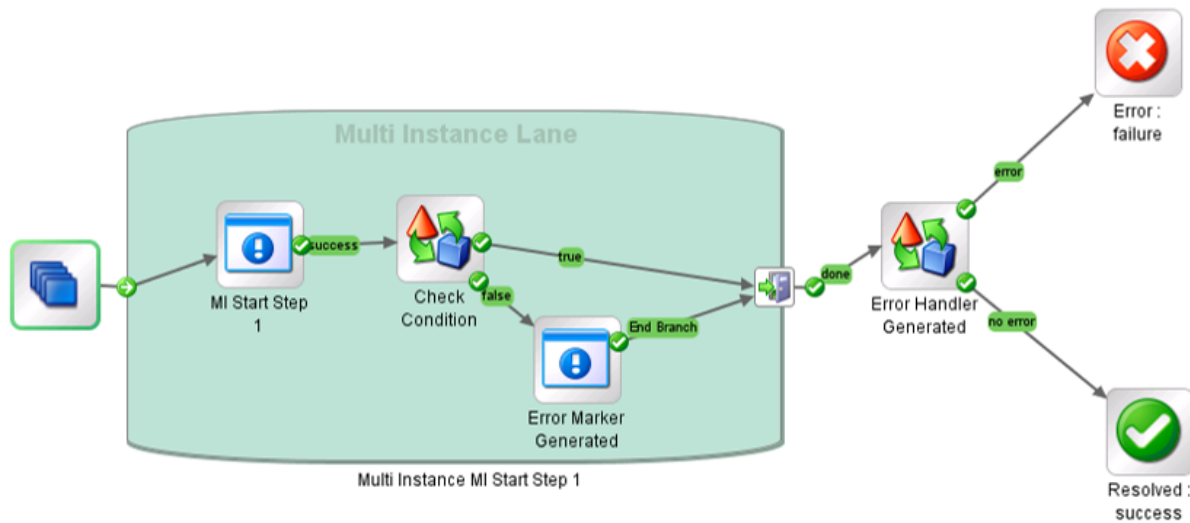 Multi Instance Lane
Error :
failure
error
success
true
done
MI Start Step
1
Check
Condition
false
Error Handler
Generated
End Branch
no error
Error Marker
Generated
Multi Instance MI Start Step 1
Resolved :
success